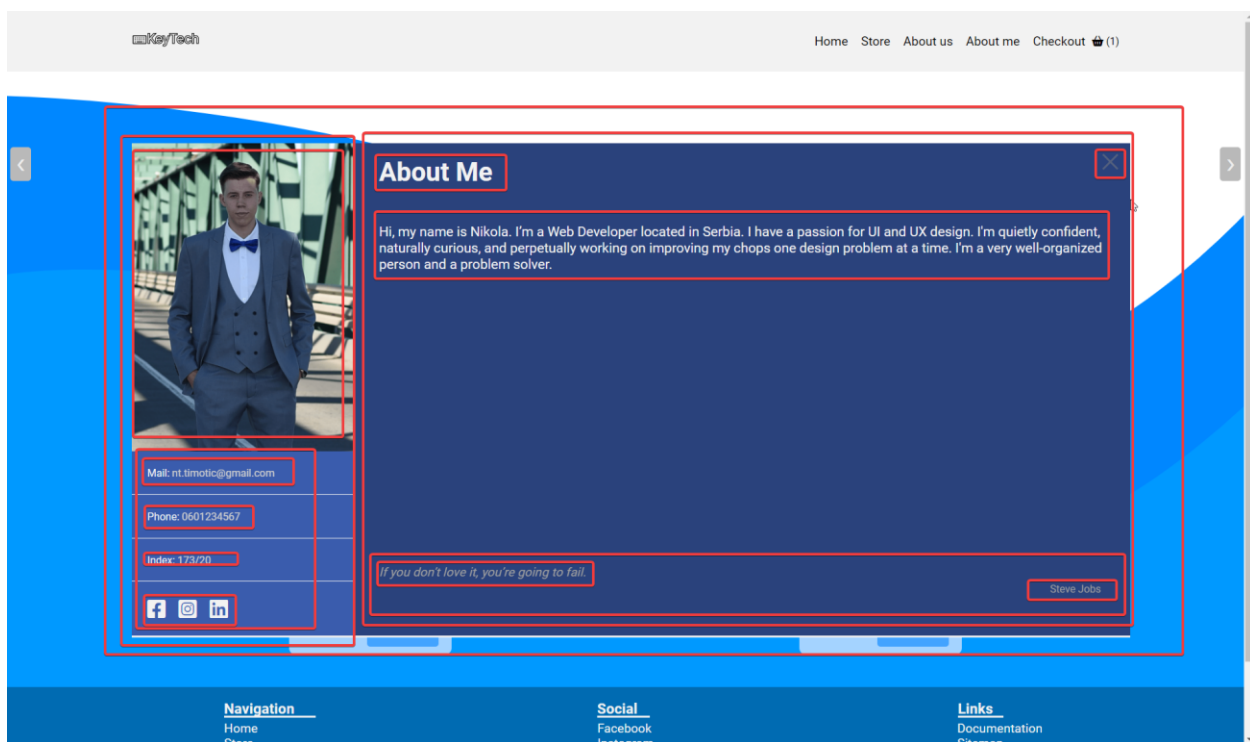 KeyTech
Home Store About us About me Checkout (1)
About Me
Hi, my name is Nikola. I'm a Web Developer located in Serbia. I have a passion for UI and UX design. I'm quietly confident,
naturally curious, and perpetually working on improving my chops one design problem at a time. I'm a very well-organized
person and a problem solver.
Mail: nt.timotic@gmail.com
Phone: 0601234567
Index: 173/20
If you don't love it, you're going to fail.
Steve Jobs
Navigation Social Links
Home Facebook Documentation
Store Instagram Sitemap